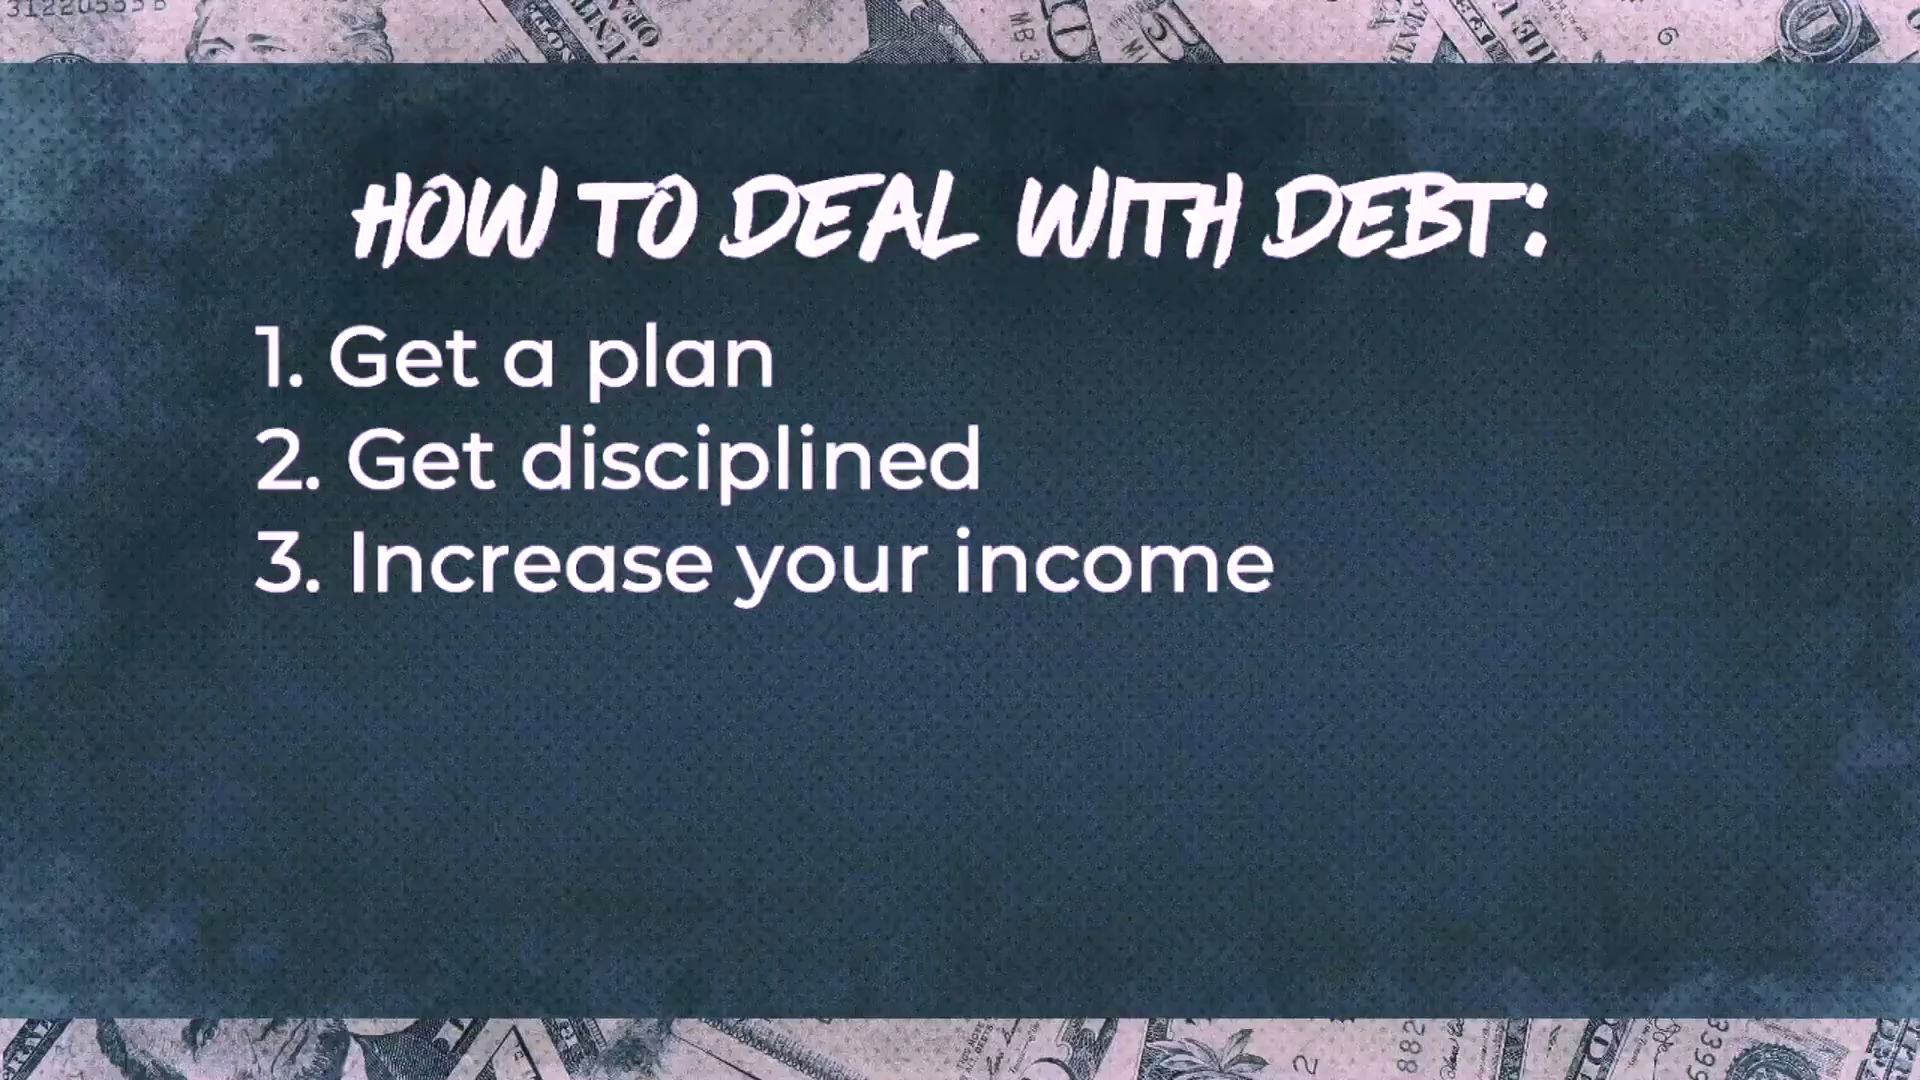 HOW TO DEAL WITH DEBT:
1. Get a plan
2. Get disciplined
3. Increase your income